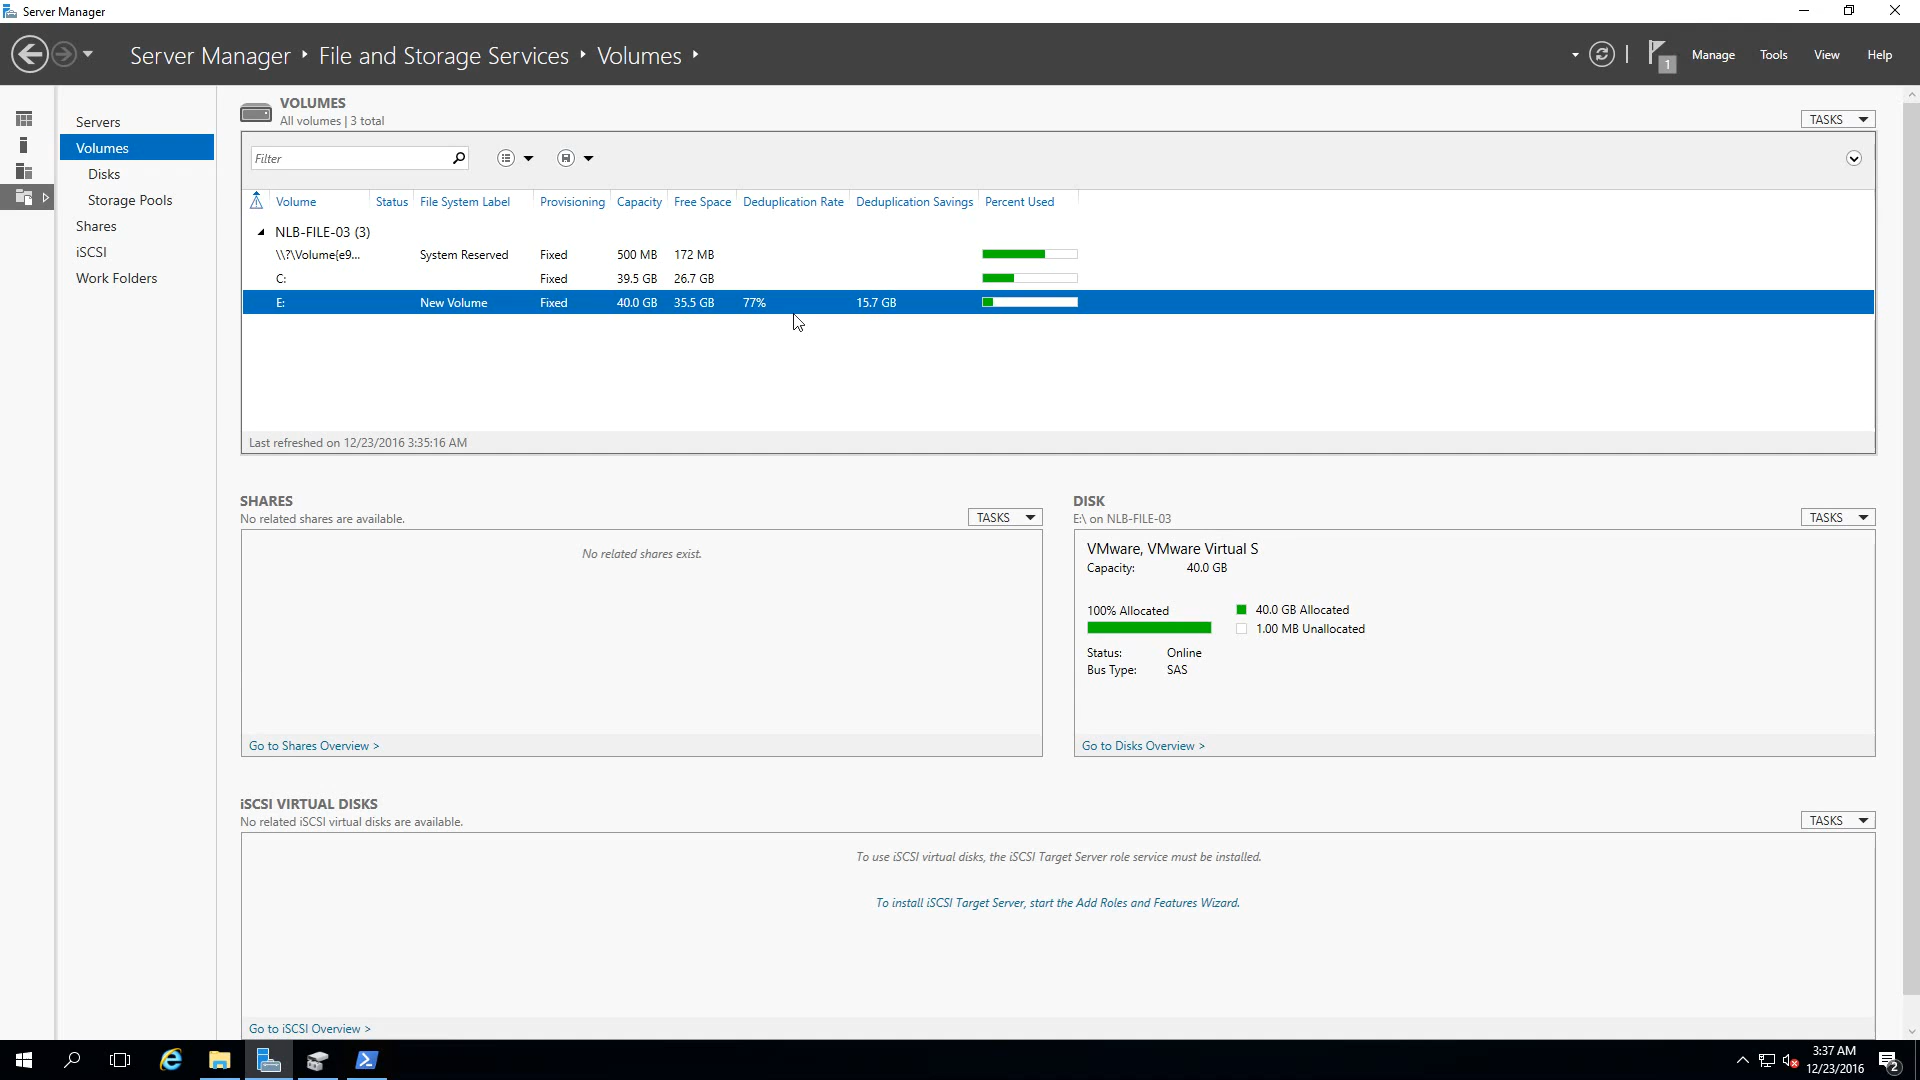 Server Manager
Server Manager ‣ File and Storage Services ‣ Volumes ‣
1
Manage Tools View Help
Servers
Volumes
Disks
Storage Pools
Shares
iSCSI
Work Folders
VOLUMES
All volumes | 3 total
TASKS
Filter
Volume Status File System Label Provisioning Capacity Free Space Deduplication Rate Deduplication Savings Percent Used
NLB-FILE-03 (3)
\\?\Volume{e9... System Reserved Fixed 500 MB 172 MB
C: Fixed 39.5 GB 26.7 GB
E: New Volume Fixed 40.0 GB 35.5 GB 77% 15.7 GB
Last refreshed on 12/23/2016 3:35:16 AM
SHARES
No related shares are available.
TASKS
No related shares exist.
Go to Shares Overview >
DISK
E:\ on NLB-FILE-03
TASKS
VMware, VMware Virtual S
Capacity: 40.0 GB
100% Allocated
40.0 GB Allocated
1.00 MB Unallocated
Status: Online
Bus Type: SAS
Go to Disks Overview >
iSCSI VIRTUAL DISKS
No related iSCSI virtual disks are available.
TASKS
To use iSCSI virtual disks, the iSCSI Target Server role service must be installed.
To install iSCSI Target Server, start the Add Roles and Features Wizard.
Go to iSCSI Overview >
3:37 AM
12/23/2016
2